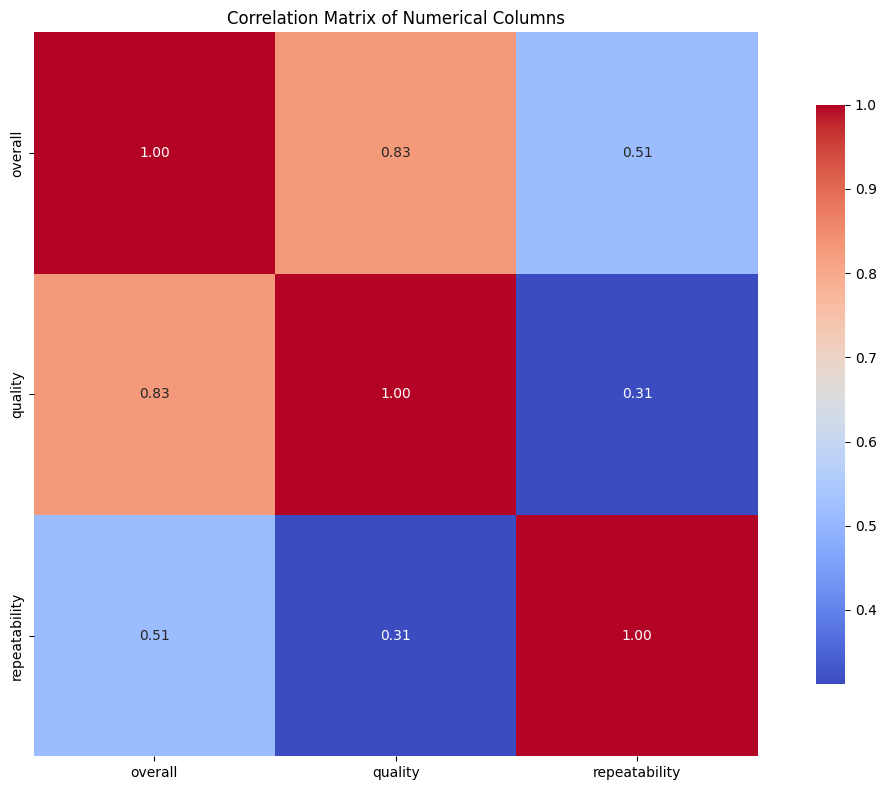 Correlation Matrix of Numerical Columns
overall
1.00
0.83
0.51
quality
0.83
1.00
0.31
repeatability
0.51
0.31
1.00
overall
quality
repeatability
1.0
0.9
0.8
0.7
0.6
0.5
0.4